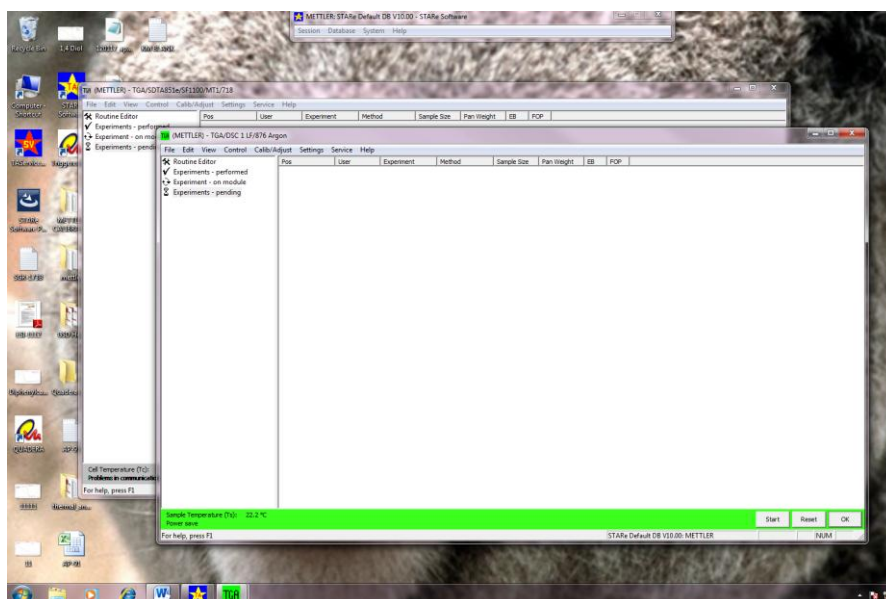 METTLER: STARe Default DB V10.00 - STARe Software
Session Database System Help
(METTLER) - TGA/SDTA851e/SF1100/MT1/718
File Edit View Control Calib/Adjust Settings Service Help
Routine Editor
Pos User Experiment Method Sample Size Pan Weight EB FOP
Experiments - performed
Experiment - on
Experiments -
Cell Temperature (Tc):
Problems in
For help, press F1
(METTLER) - TGA/DSC 1 LF/876 Argon
File Edit View Control Calib/Adjust Settings Service Help
Routine Editor
Pos User Experiment Method Sample Size Pan Weight EB FOP
Experiments - performed
Experiment - on module
Experiments - pending
Sample Temperature (Ts): 22.2 °C
Power save
Start Reset OK
For help, press F1
STARe Default DB V10.00: METTLER
NUM
Recycle Bin
QUADERA
SV
TGA